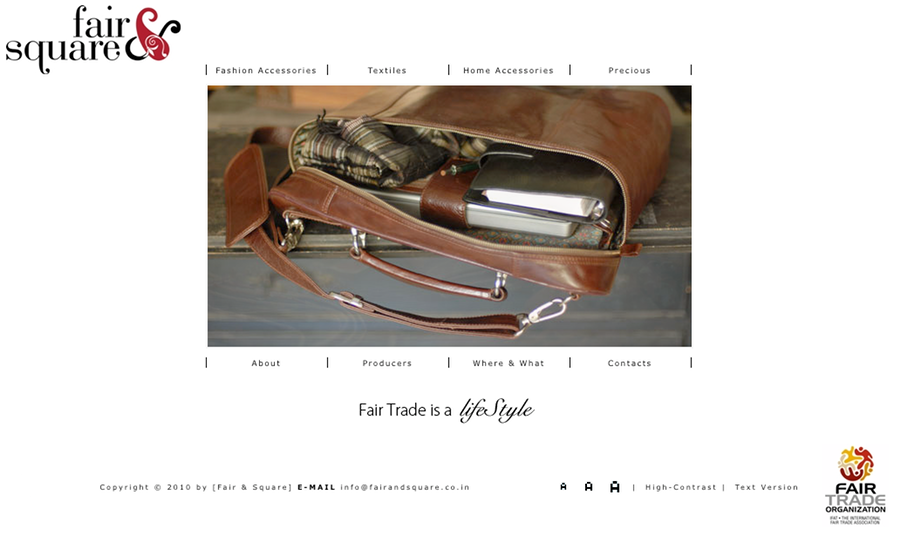 fair &
square
Fashion Accessories
Textiles
Home Accessories
Precious
About
Producers
Where & What
Contacts
Fair Trade is a lifeStyle
Copyright © 2010 by [Fair & Square] E-MAIL info@fairandsquare.co.in
A A A | High-Contrast | Text Version
FAIR
TRADE
ORGANIZATION
IFAT • THE INTERNATIONAL
FAIR TRADE ASSOCIATION